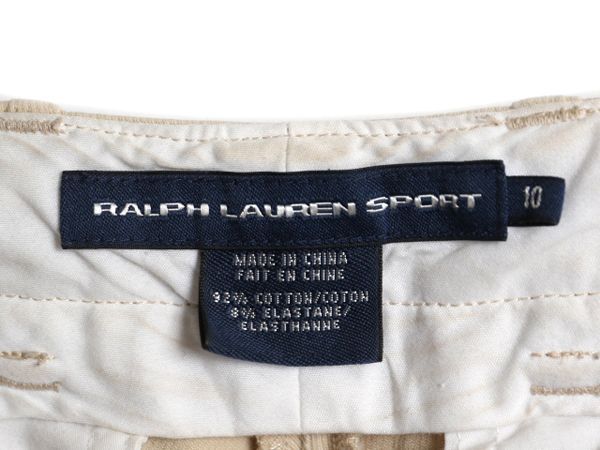 RALPH LAUREN SPORT
10
MADE IN CHINA
FAIT EN CHINE
92% COTTON/COTON
8% ELASTANE/
ELASTHANNE